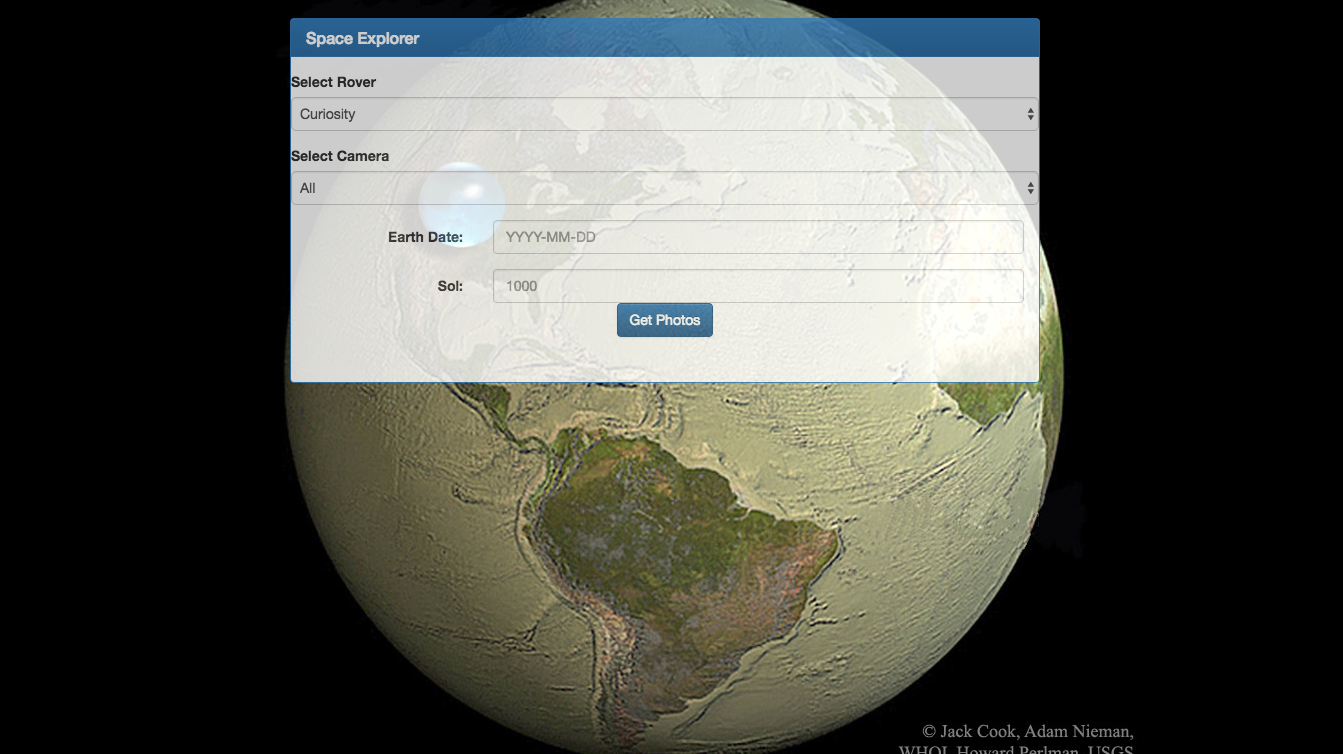 Space Explorer
Select Rover
Curiosity
Select Camera
All
Earth Date:
YYYY-MM-DD
Sol:
1000
Get Photos
© Jack Cook, Adam Nieman,
WHOI, Howard Perlman, USGS